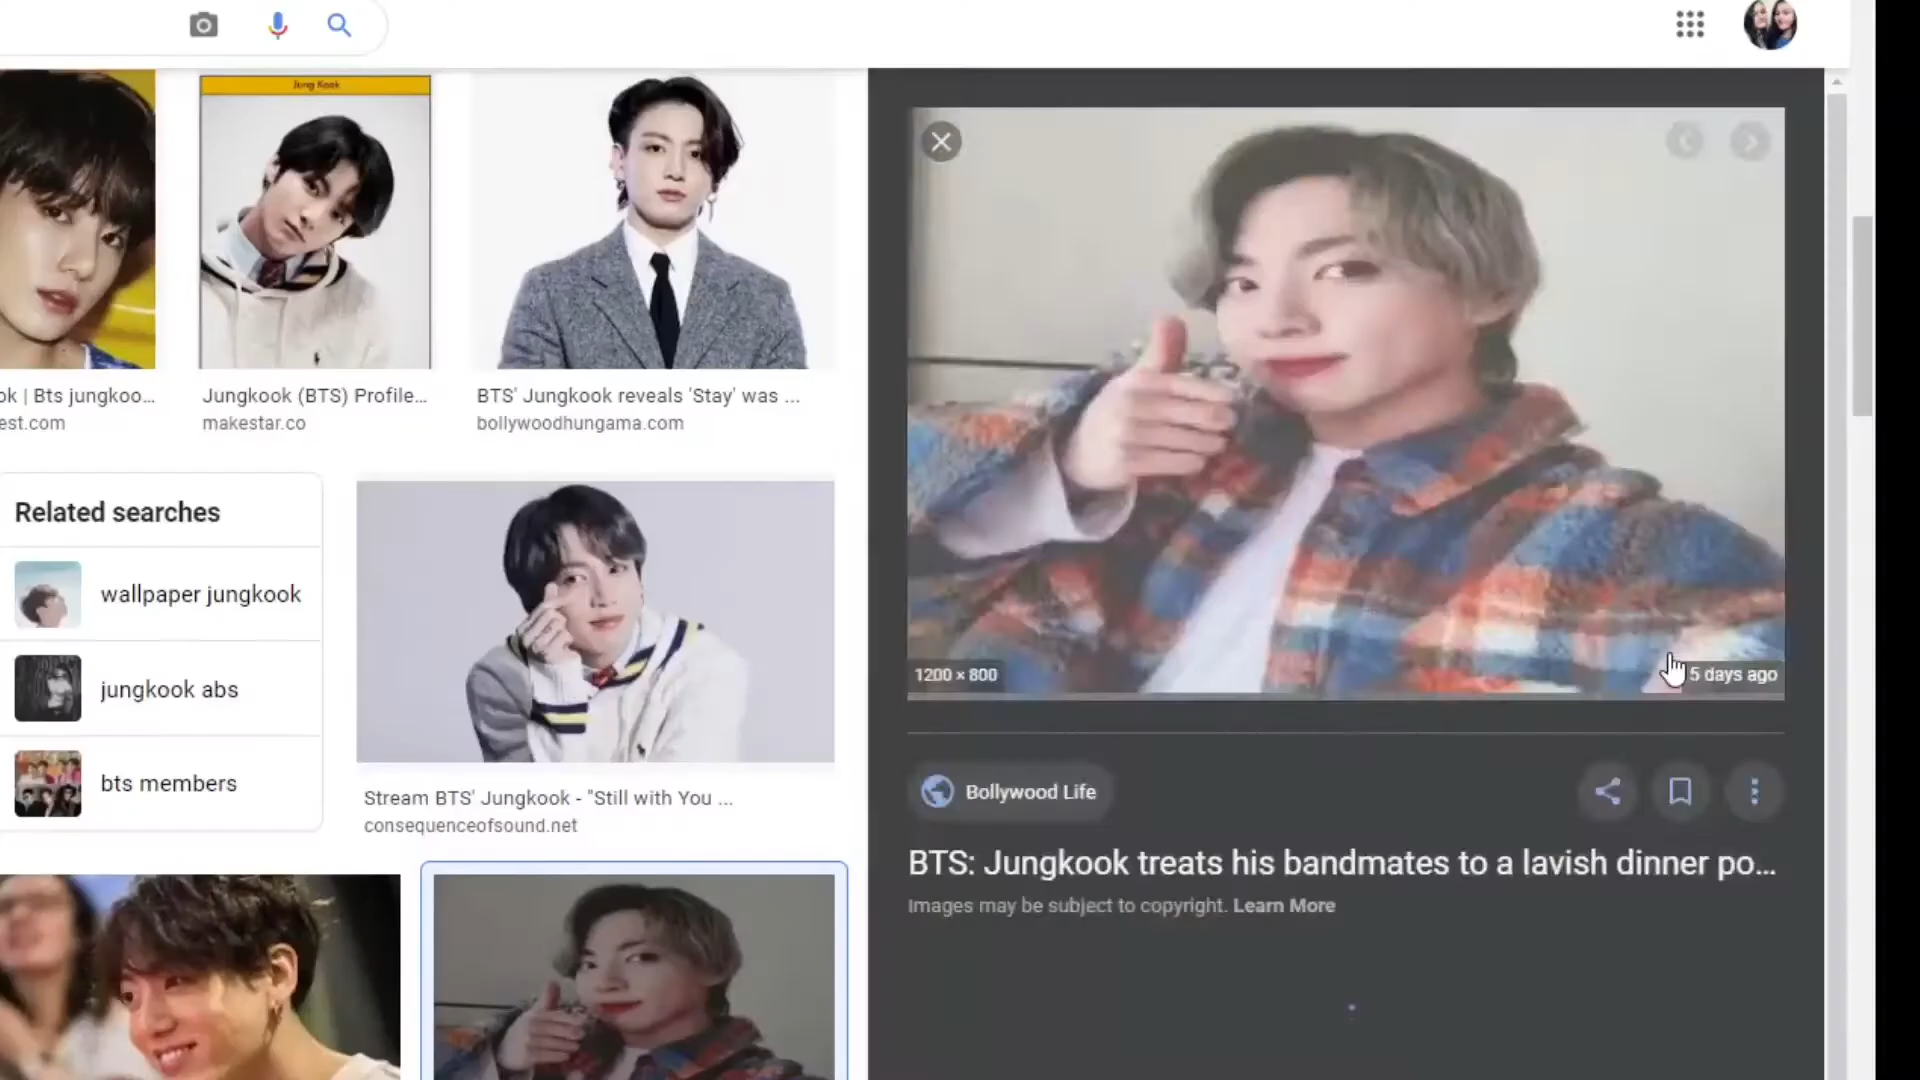 Jung Kook
ok | Bts jungkoo...
est.com
Jungkook (BTS) Profile...
makestar.co
BTS' Jungkook reveals 'Stay' was ...
bollywoodhungama.com
Related searches
wallpaper jungkook
jungkook abs
bts members
Stream BTS' Jungkook - "Still with You ...
consequenceofsound.net
1200 × 800
5 days ago
Bollywood Life
BTS: Jungkook treats his bandmates to a lavish dinner po...
Images may be subject to copyright. Learn More